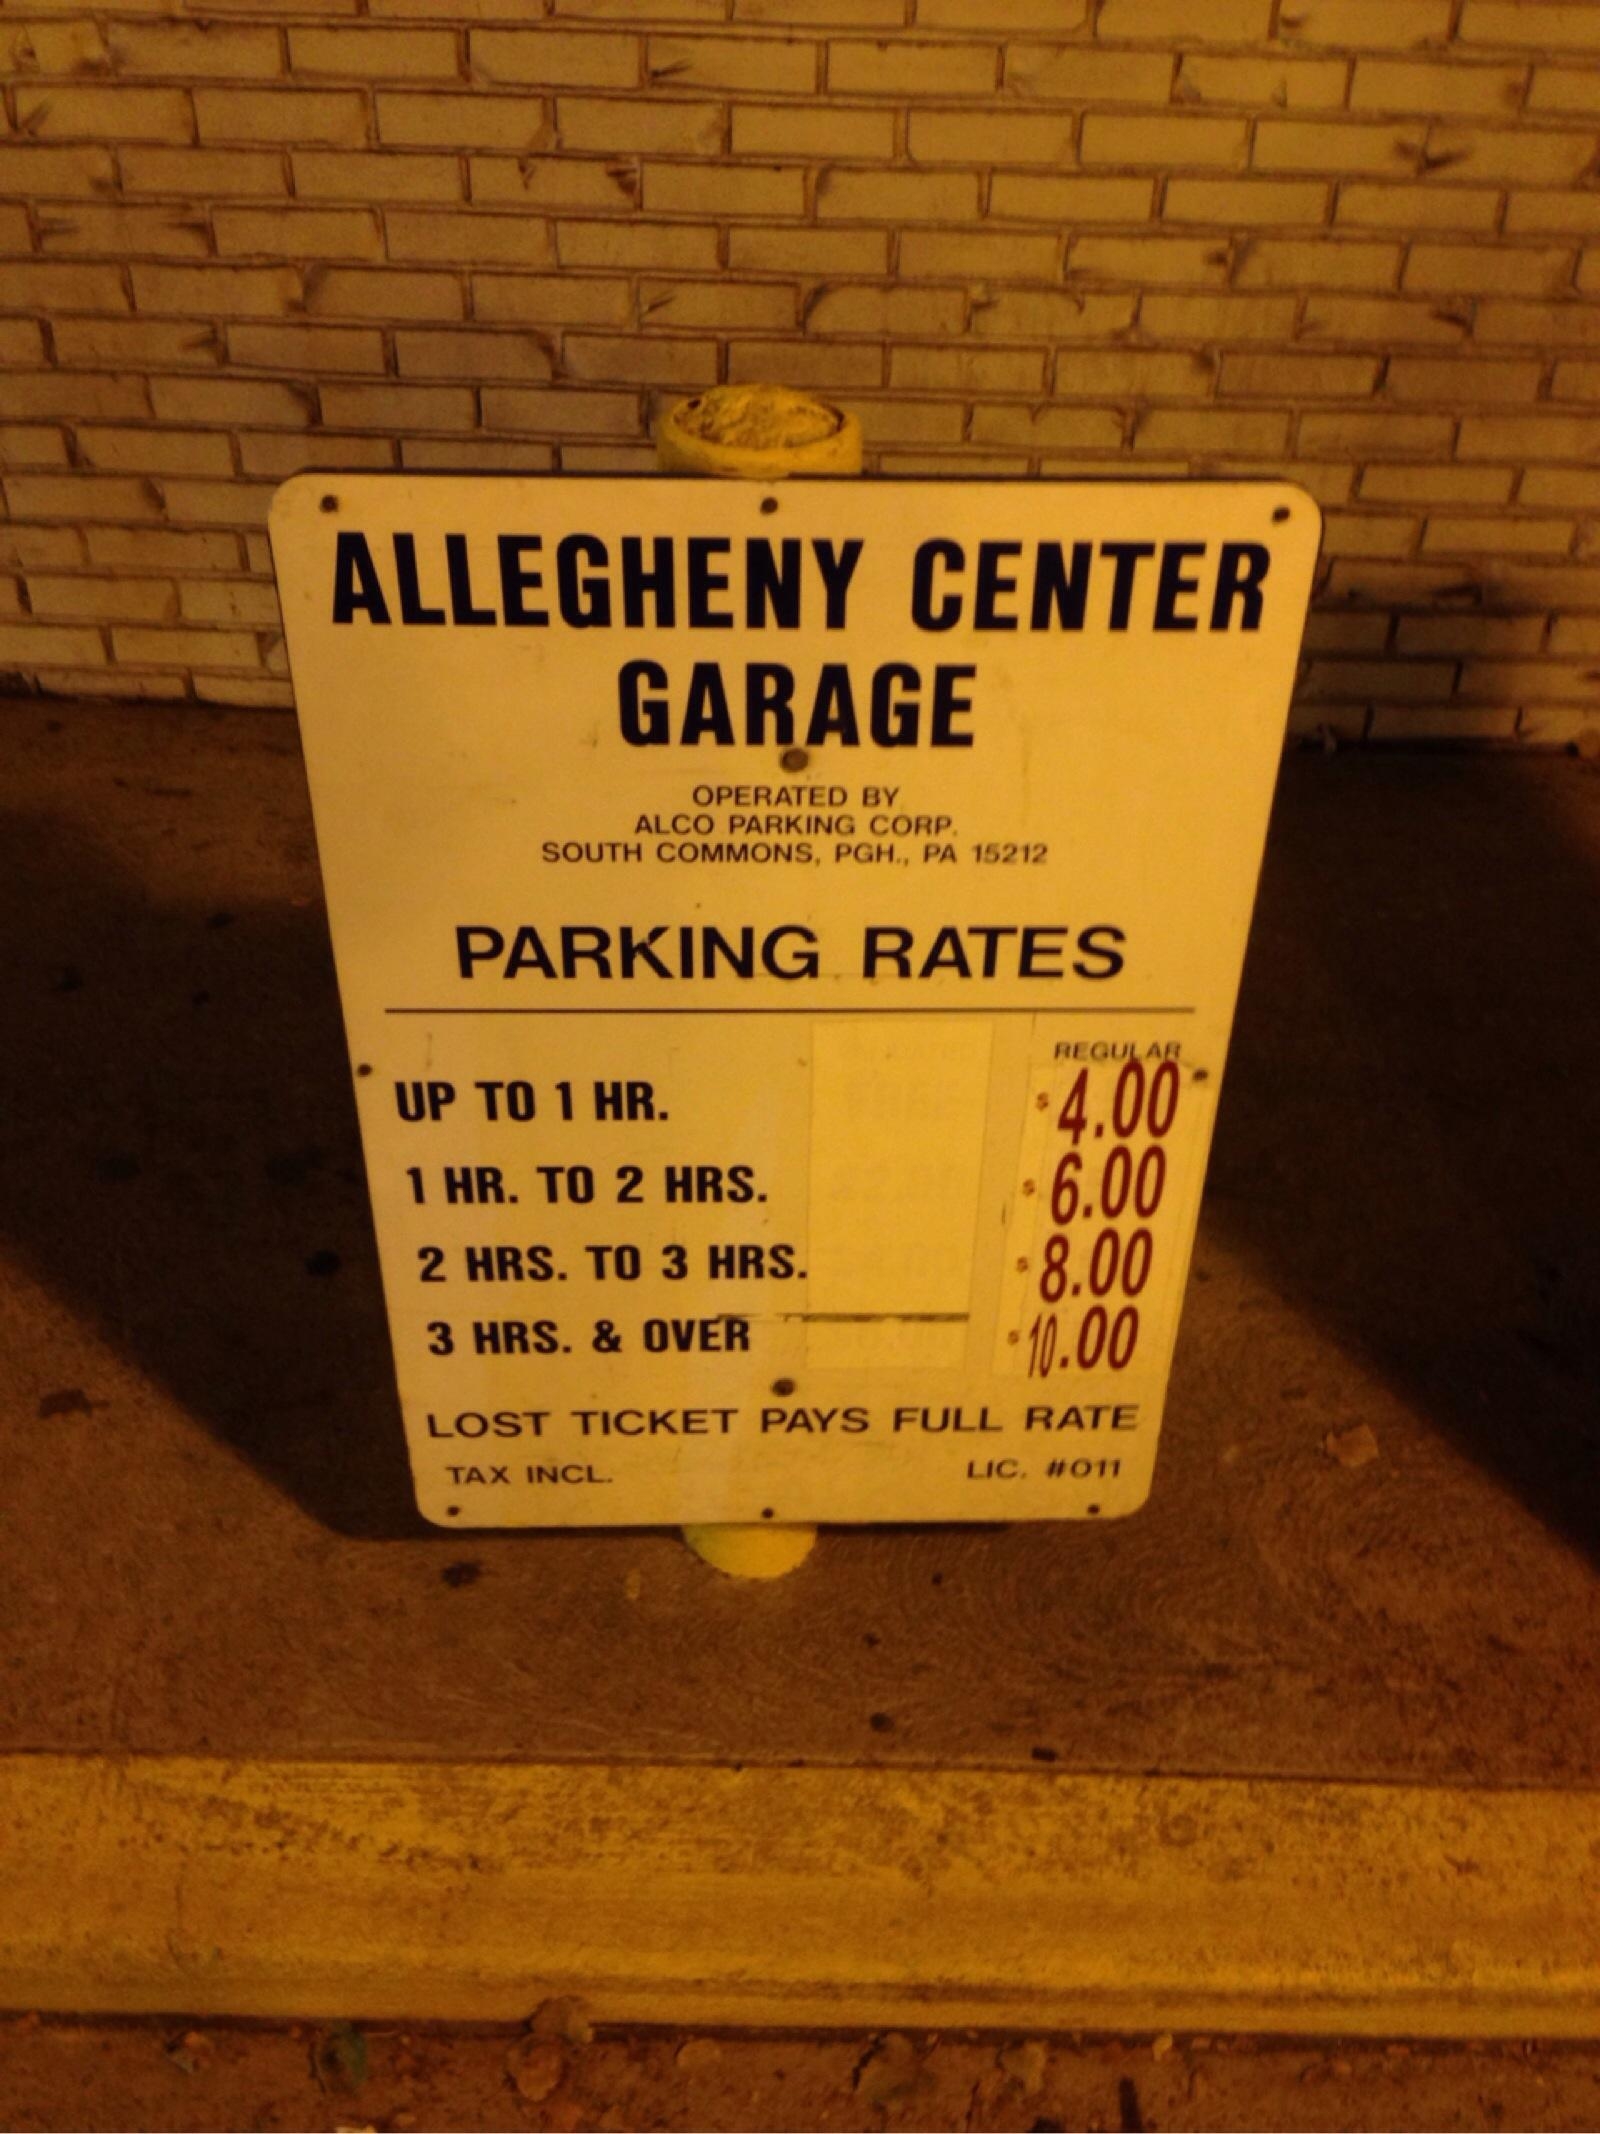 ALLEGHENY CENTER
GARAGE
OPERATED BY
ALCO PARKING CORP.
SOUTH COMMONS, PGH., PA 15212
PARKING RATES
REGULAR
UP TO 1 HR. $4.00
1 HR. TO 2 HRS. $6.00
2 HRS. TO 3 HRS. $8.00
3 HRS. & OVER $10.00
LOST TICKET PAYS FULL RATE
TAX INCL. LIC. #011